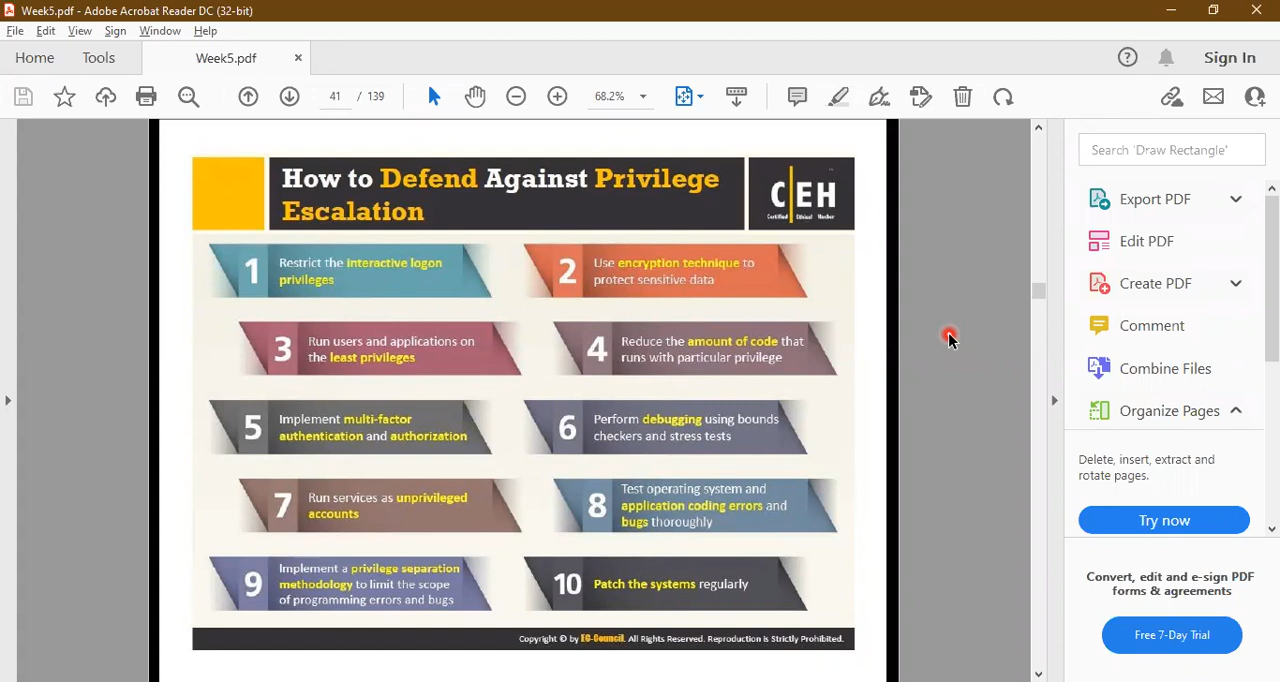 Week5.pdf - Adobe Acrobat Reader DC (32-bit)
File Edit View Sign Window Help
Home Tools Week5.pdf × Sign In
41 / 139 68.2%
Search 'Draw Rectangle'
How to Defend Against Privilege
Escalation
C|EH
Certified Ethical Hacker
1 Restrict the interactive logon
privileges
2 Use encryption technique to
protect sensitive data
3 Run users and applications on
the least privileges
4 Reduce the amount of code that
runs with particular privilege
5 Implement multi-factor
authentication and authorization
6 Perform debugging using bounds
checkers and stress tests
7 Run services as unprivileged
accounts
8 Test operating system and
application coding errors and
bugs thoroughly
9 Implement a privilege separation
methodology to limit the scope
of programming errors and bugs
10 Patch the systems regularly
Copyright © by EC-Council. All Rights Reserved. Reproduction is Strictly Prohibited.
Export PDF
Edit PDF
Create PDF
Comment
Combine Files
Organize Pages
Delete, insert, extract and
rotate pages.
Try now
Convert, edit and e-sign PDF
forms & agreements
Free 7-Day Trial